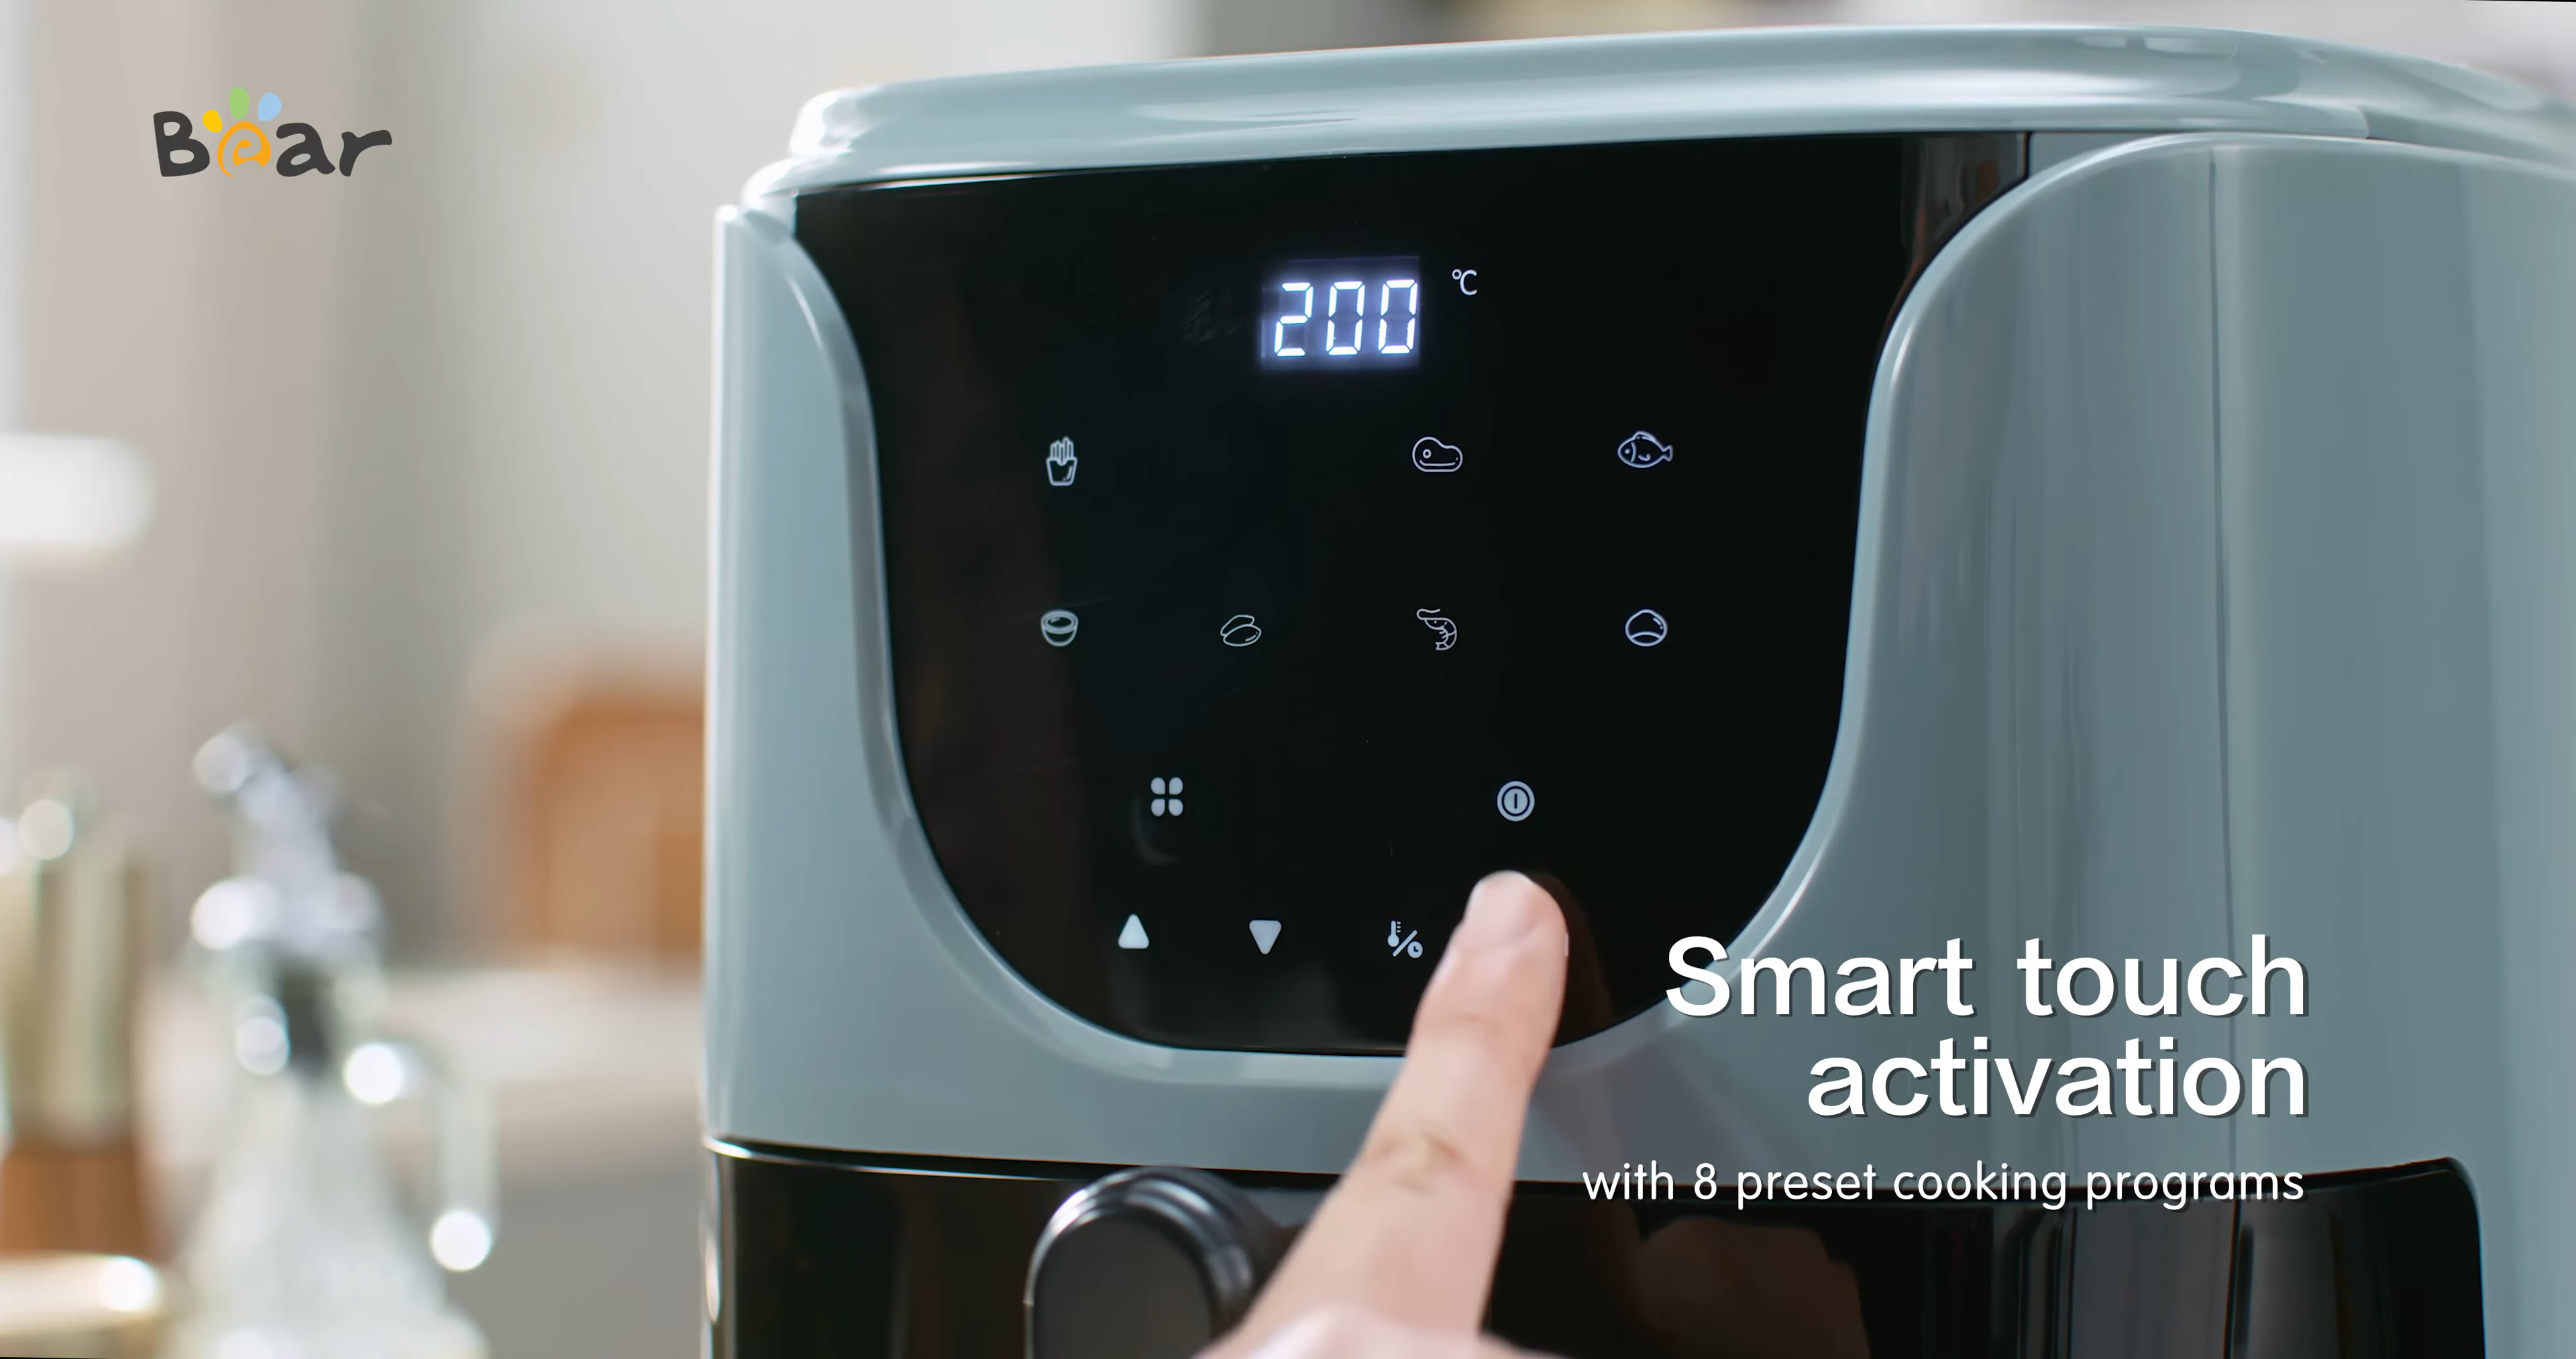 Bear
200 °C
Smart touch
activation
with 8 preset cooking programs